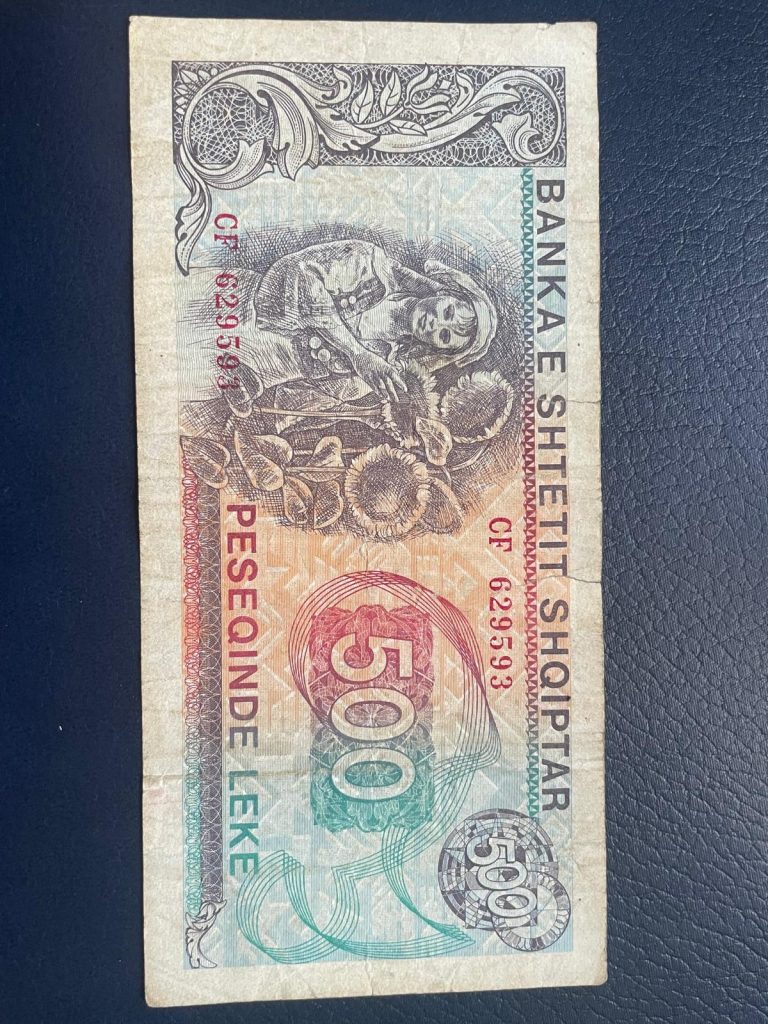 BANKA E SHTETIT SHQIPTAR
CF 629593
500
500
CF 629593
PESEQINDE LEKE